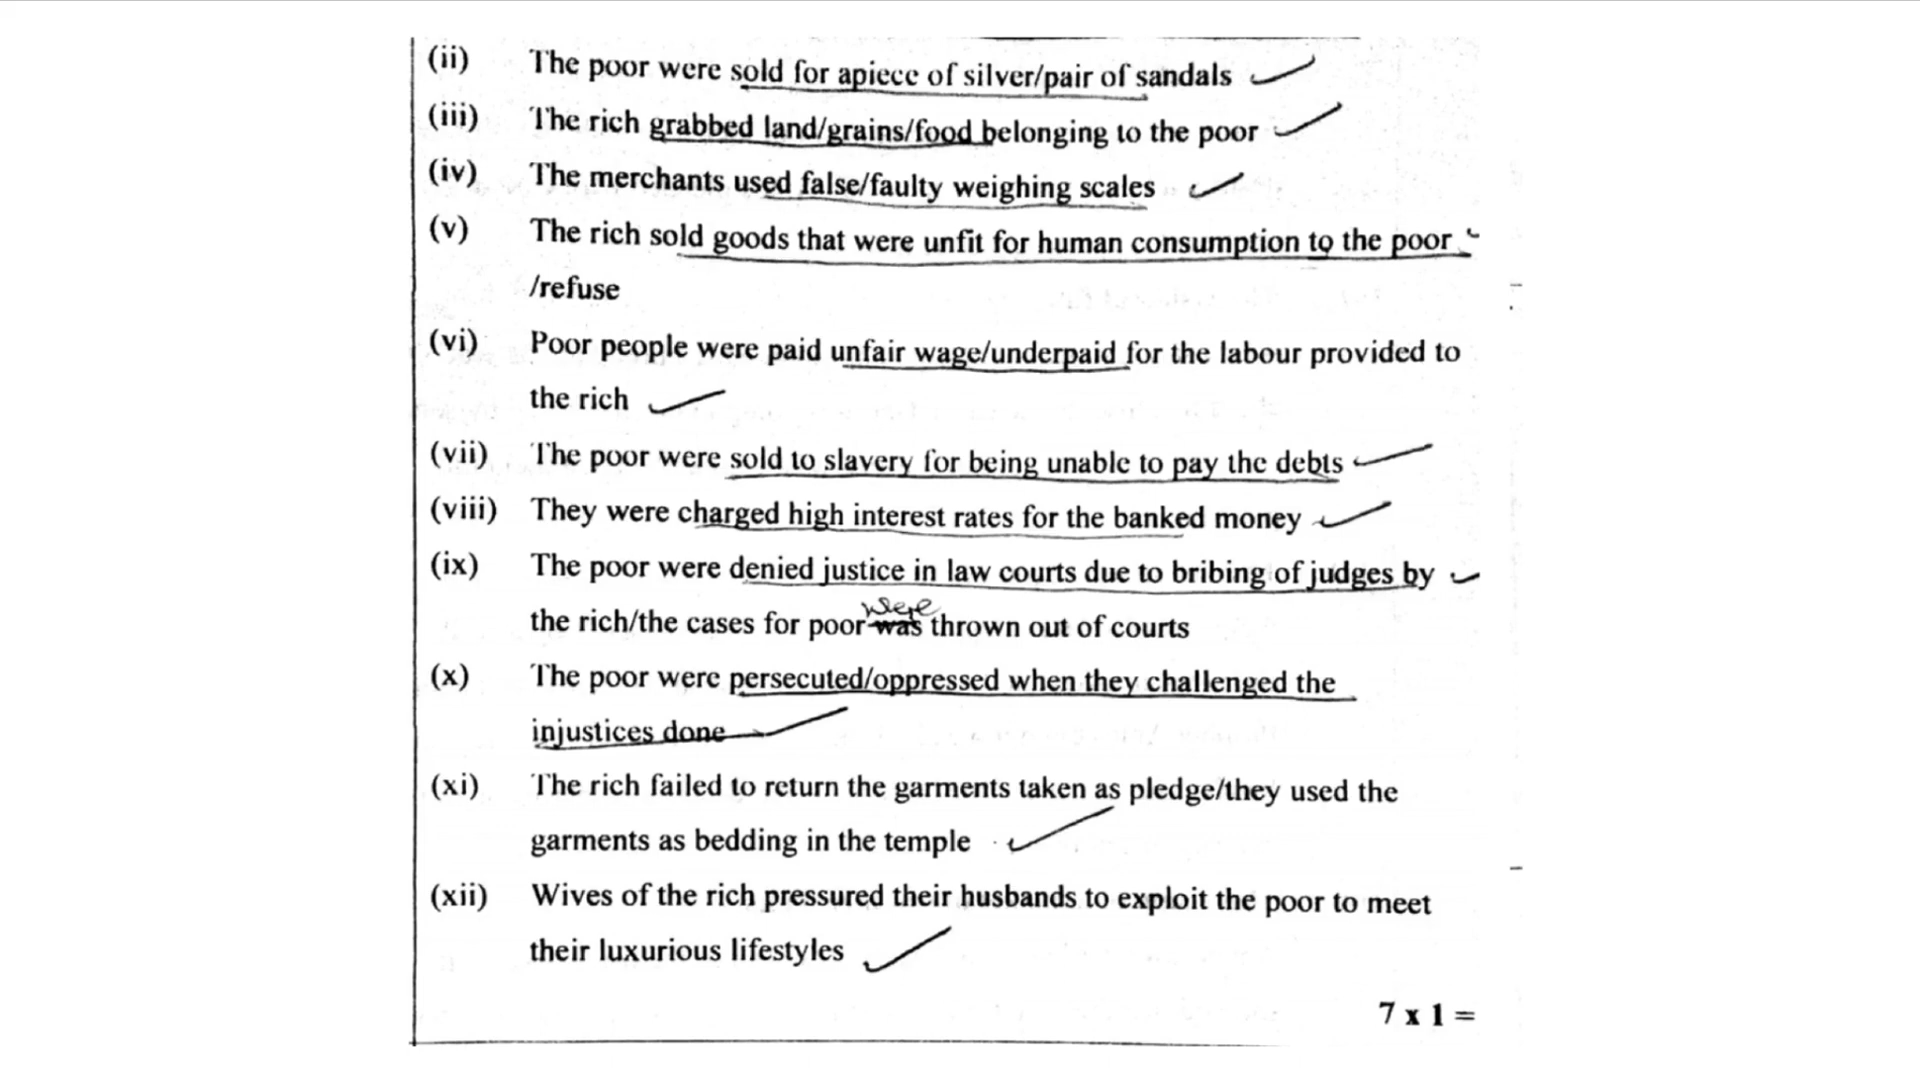 (ii) The poor were sold for apiece of silver/pair of sandals
(iii) The rich grabbed land/grains/food belonging to the poor
(iv) The merchants used false/faulty weighing scales
(v) The rich sold goods that were unfit for human consumption to the poor
/refuse
(vi) Poor people were paid unfair wage/underpaid for the labour provided to
the rich
(vii) The poor were sold to slavery for being unable to pay the debts
(viii) They were charged high interest rates for the banked money
(ix) The poor were denied justice in law courts due to bribing of judges by
were
the rich/the cases for poor was thrown out of courts
(x) The poor were persecuted/oppressed when they challenged the
injustices done
(xi) The rich failed to return the garments taken as pledge/they used the
garments as bedding in the temple
(xii) Wives of the rich pressured their husbands to exploit the poor to meet
their luxurious lifestyles
7 x 1 =